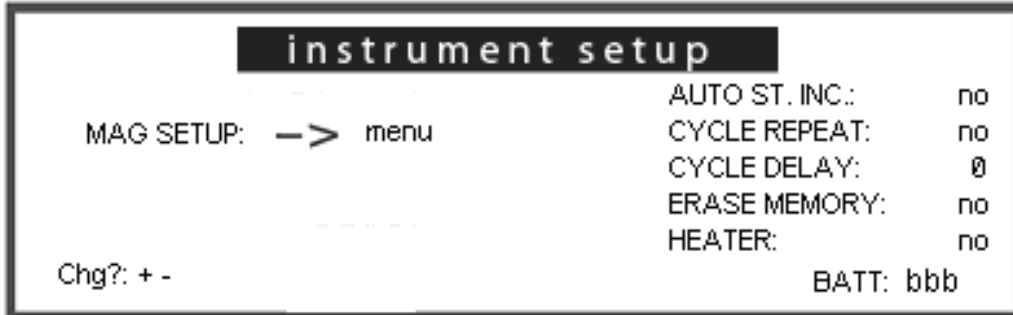 instrument setup
AUTO ST. INC.: no
MAG SETUP: –> menu CYCLE REPEAT: no
CYCLE DELAY: 0
ERASE MEMORY: no
HEATER: no
Chg?: + - BATT: bbb